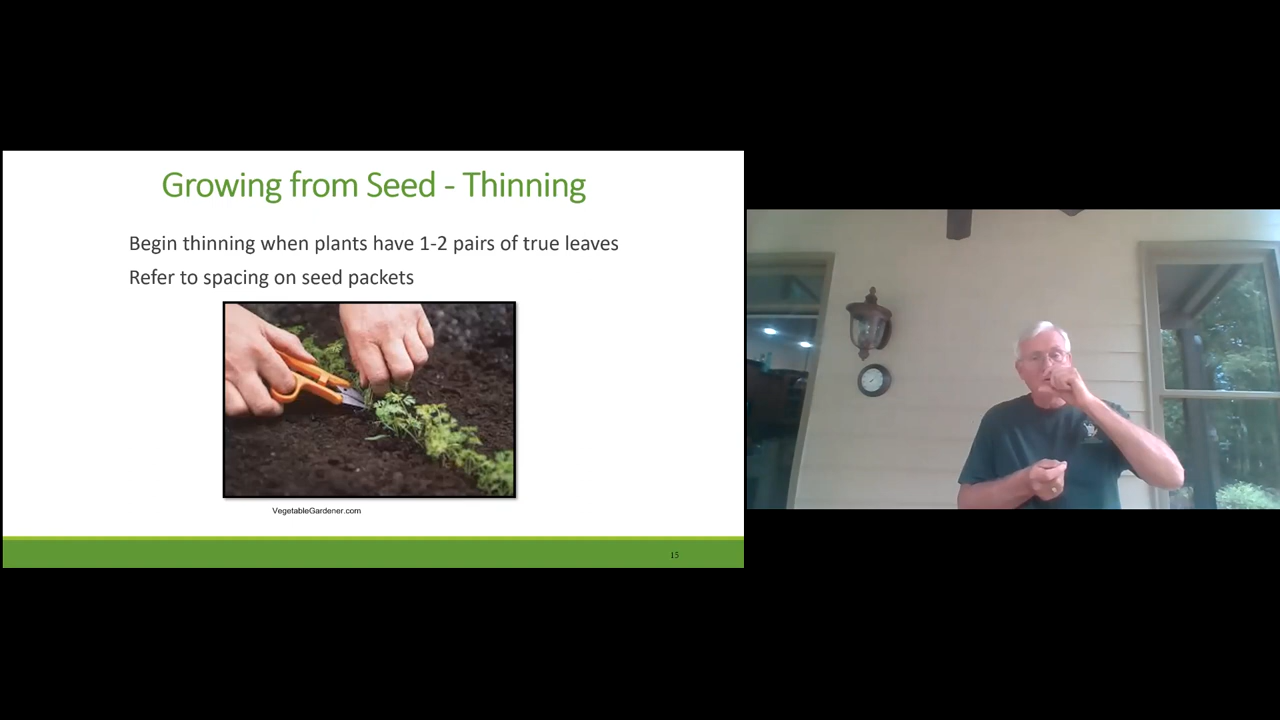 Growing from Seed - Thinning
Begin thinning when plants have 1-2 pairs of true leaves
Refer to spacing on seed packets
VegetableGardener.com
15